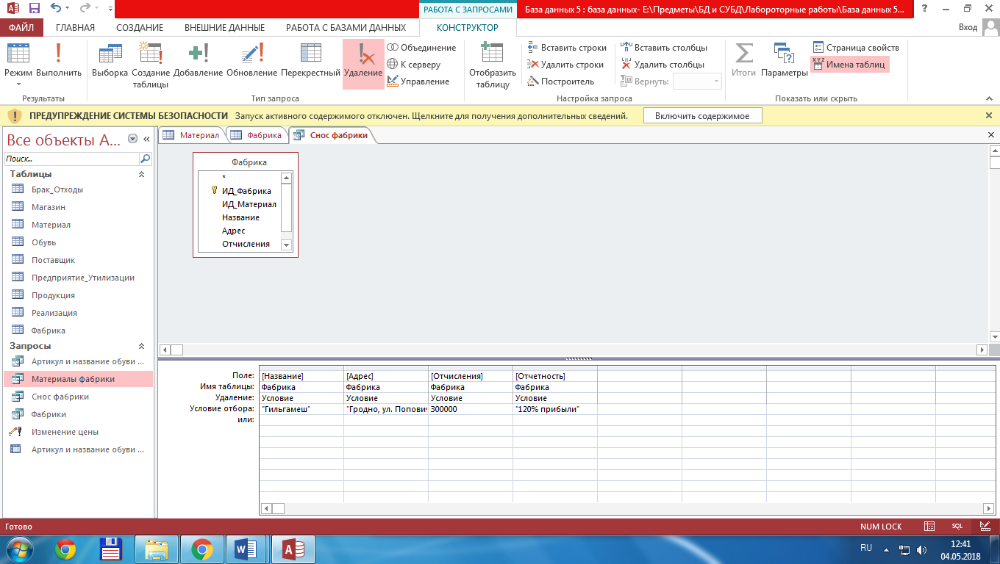 РАБОТА С ЗАПРОСАМИ
База данных 5 : база данных- E:\Предметы\БД и СУБД\Лабороторные работы\База данных 5...
?
ФАЙЛ ГЛАВНАЯ СОЗДАНИЕ ВНЕШНИЕ ДАННЫЕ РАБОТА С БАЗАМИ ДАННЫХ КОНСТРУКТОР Вход
Режим Выполнить
Результаты
Выборка Создание таблицы Добавление Обновление Перекрестный Удаление
Объединение
К серверу
Управление
Тип запроса
Отобразить таблицу
Вставить строки
Удалить строки
Построитель
Вставить столбцы
Удалить столбцы
Вернуть:
Настройка запроса
Итоги Параметры
Страница свойств
XYZ Имена таблиц
Показать или скрыть
ПРЕДУПРЕЖДЕНИЕ СИСТЕМЫ БЕЗОПАСНОСТИ Запуск активного содержимого отключен. Щелкните для получения дополнительных сведений. Включить содержимое
Все объекты A...
Поиск...
Таблицы
Брак_Отходы
Магазин
Материал
Обувь
Поставщик
Предприятие_Утилизации
Продукция
Реализация
Фабрика
Запросы
Артикул и название обуви ...
Материалы фабрики
Снос фабрики
Фабрики
Изменение цены
Артикул и название обуви ...
Материал Фабрика Снос фабрики
Фабрика
*
ИД_Фабрика
ИД_Материал
Название
Адрес
Отчисления
Поле: [Название] [Адрес] [Отчисления] [Отчетность]
Имя таблицы: Фабрика Фабрика Фабрика Фабрика
Удаление: Условие Условие Условие Условие
Условие отбора: "Гильгамеш" "Гродно, ул. Попович 300000 "120% прибыли"
или:
Готово NUM LOCK SQL
RU 12:41
04.05.2018